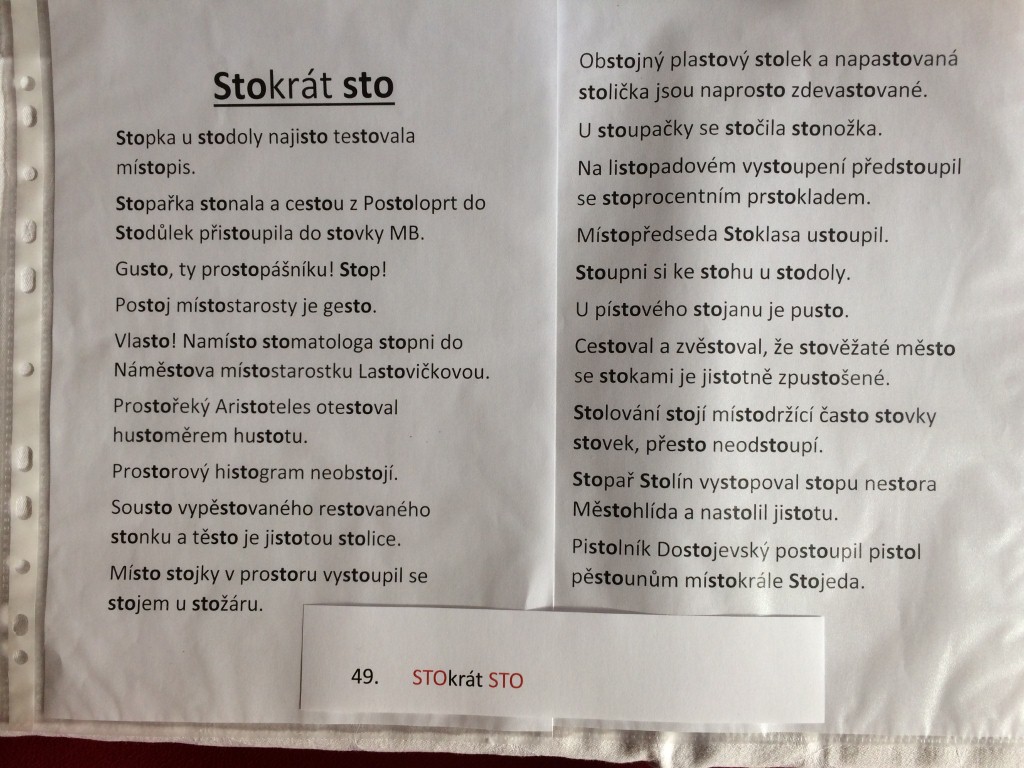 Stokrát sto
Stopka u stodoly najisto testovala
místopis.
Stopařka stonala a cestou z Postoloprt do
Stodůlek přistoupila do stovky MB.
Gusto, ty prostopášníku! Stop!
Postoj místostarosty je gesto.
Vlasto! Namísto stomatologa stopni do
Náměstova místostarostku Lastovičkovou.
Prostořeký Aristoteles otestoval
hustoměrem hustotu.
Prostorový histogram neobstojí.
Sousto vypěstovaného restovaného
stonku a těsto je jistotou stolice.
Místo stojky v prostoru vystoupil se
stojem u stožáru.
Obstojný plastový stolek a napastovaná
stolička jsou naprosto zdevastované.
U stoupačky se stočila stonožka.
Na listopadovém vystoupení předstoupil
se stoprocentním prstokladem.
Místopředseda Stoklasa ustoupil.
Stoupni si ke stohu u stodoly.
U pístového stojanu je pusto.
Cestoval a zvěstoval, že stověžaté město
se stokami je jistotně zpustošené.
Stolování stojí místodržící často stovky
stovek, přesto neodstoupí.
Stopař Stolín vystopoval stopu nestora
Městohlída a nastolil jistotu.
Pistolník Dostojevský postoupil pistol
pěstounům místokrále Stojeda.
49. STOkrát STO